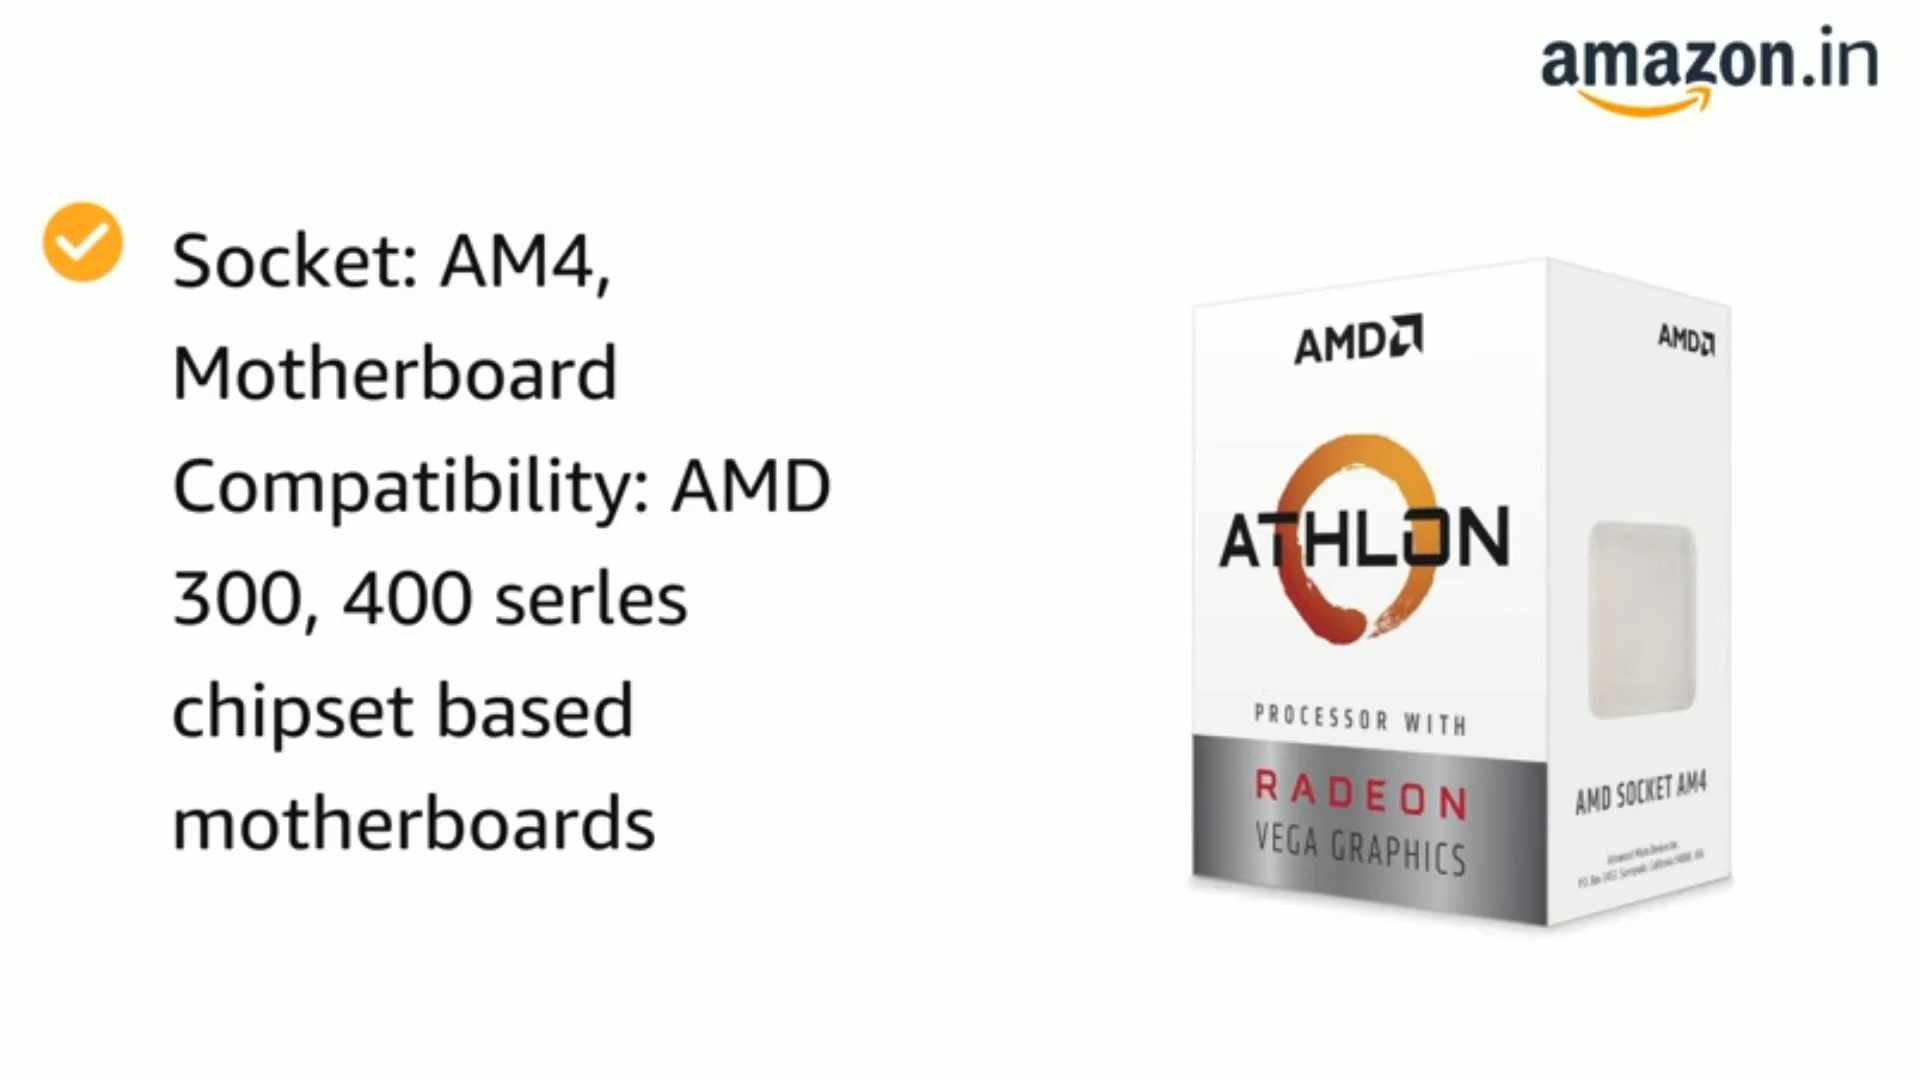 amazon.in
Socket: AM4,
Motherboard
Compatibility: AMD
300, 400 serles
chipset based
motherboards
AMD
ATHLON
PROCESSOR WITH
RADEON
VEGA GRAPHICS
AMD
AMD SOCKET AM4